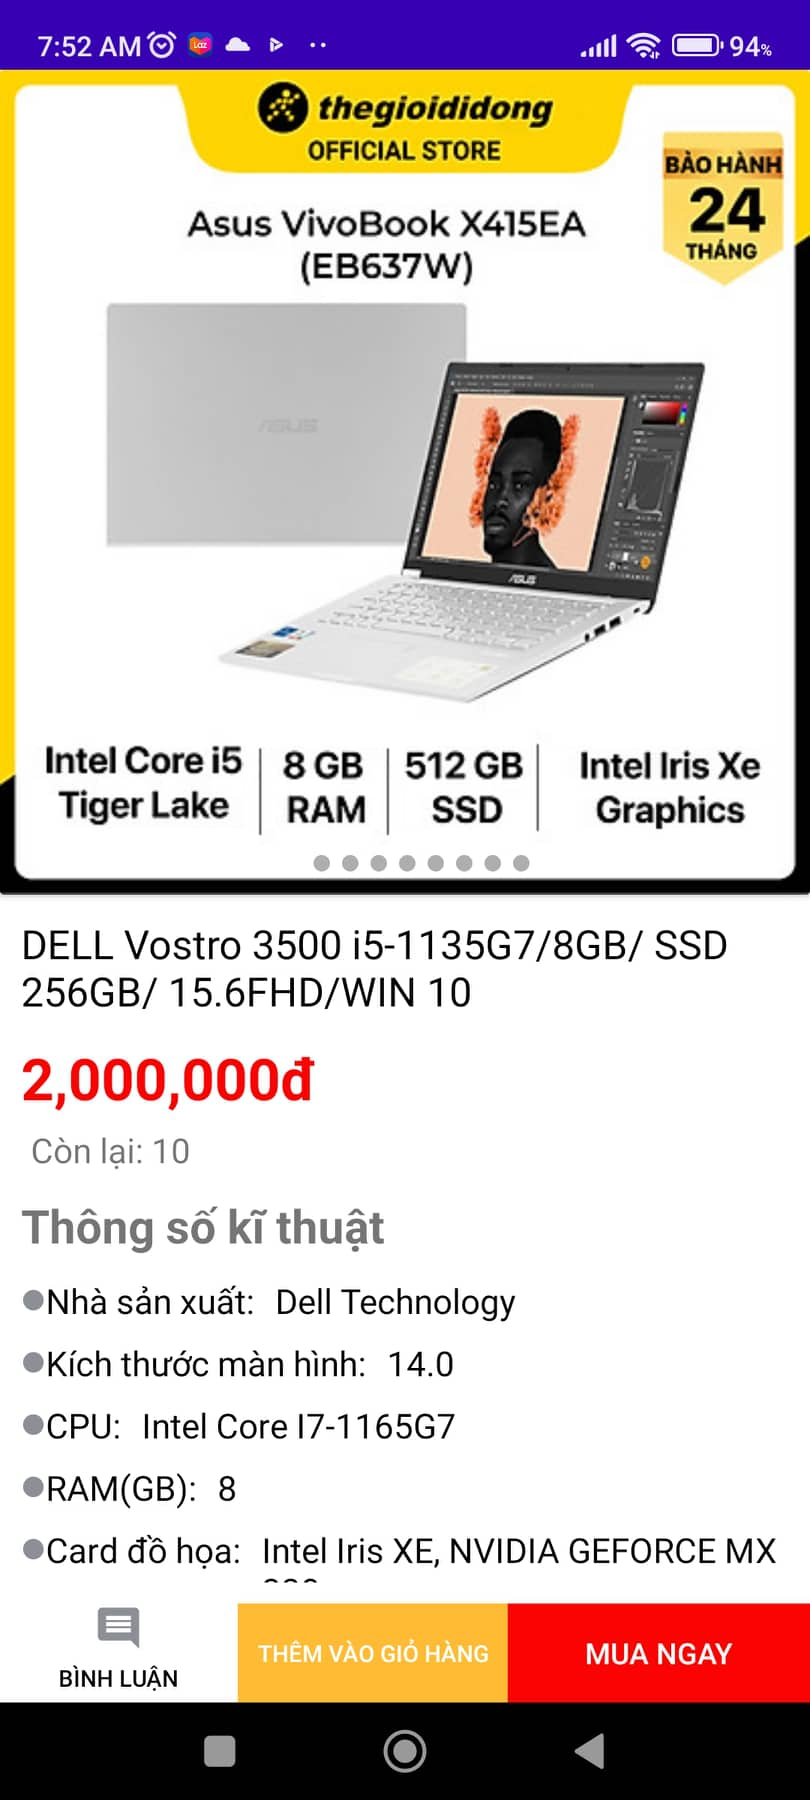 7:52 AM
Laz
94%
thegioididong
OFFICIAL STORE
BẢO HÀNH
24
THÁNG
Asus VivoBook X415EA
(EB637W)
ASUS
ASUS
Intel Core i5
Tiger Lake
8 GB
RAM
512 GB
SSD
Intel Iris Xe
Graphics
DELL Vostro 3500 i5-1135G7/8GB/ SSD
256GB/ 15.6FHD/WIN 10
2,000,000đ
Còn lại: 10
Thông số kĩ thuật
Nhà sản xuất: Dell Technology
Kích thước màn hình: 14.0
CPU: Intel Core I7-1165G7
RAM(GB): 8
Card đồ họa: Intel Iris XE, NVIDIA GEFORCE MX
BÌNH LUẬN
THÊM VÀO GIỎ HÀNG
MUA NGAY